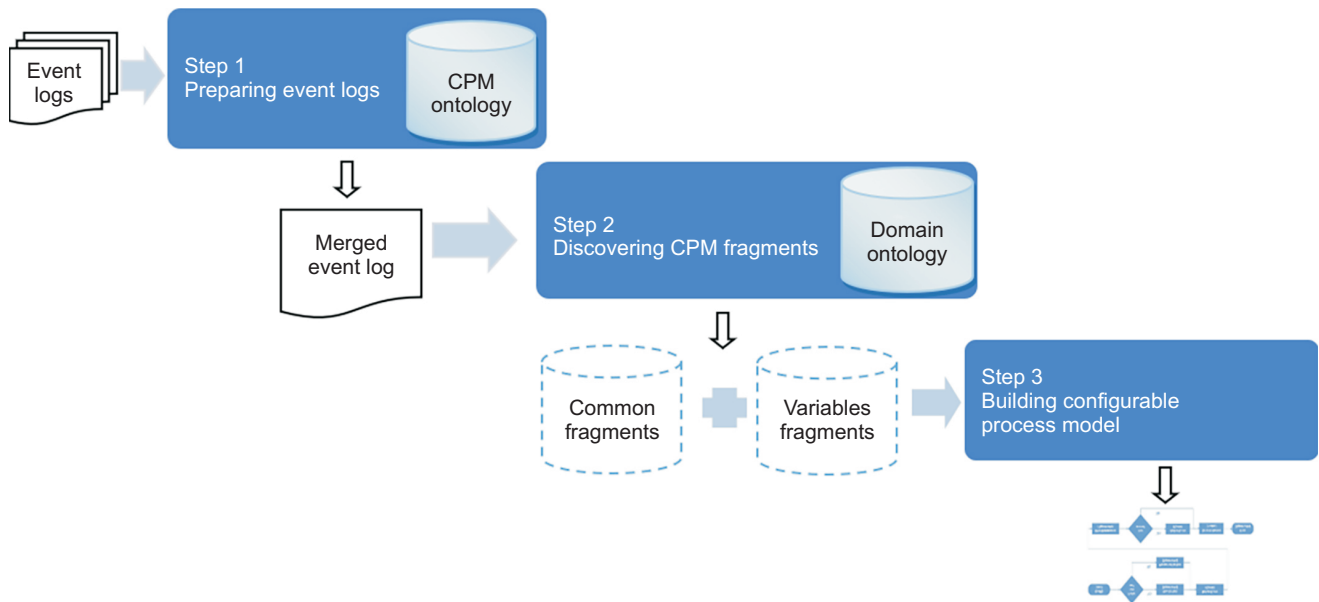 Event
logs
Step 1
Preparing event logs
CPM
ontology
Merged
event log
Step 2
Discovering CPM fragments
Domain
ontology
Common
fragments
Variables
fragments
Step 3
Building configurable
process model